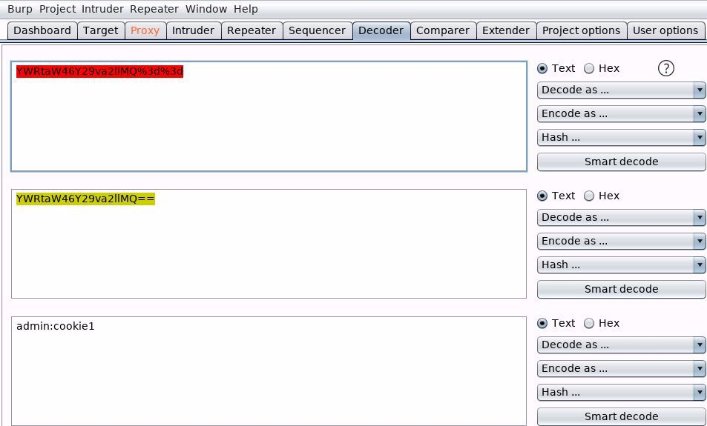 Burp Project Intruder Repeater Window Help
Dashboard Target Proxy Intruder Repeater Sequencer Decoder Comparer Extender Project options User options
YWRtaW46Y29va2llMQ%3d%3d
Text Hex ?
Decode as ...
Encode as ...
Hash ...
Smart decode
YWRtaW46Y29va2llMQ==
Text Hex
Decode as ...
Encode as ...
Hash ...
Smart decode
admin:cookie1
Text Hex
Decode as ...
Encode as ...
Hash ...
Smart decode